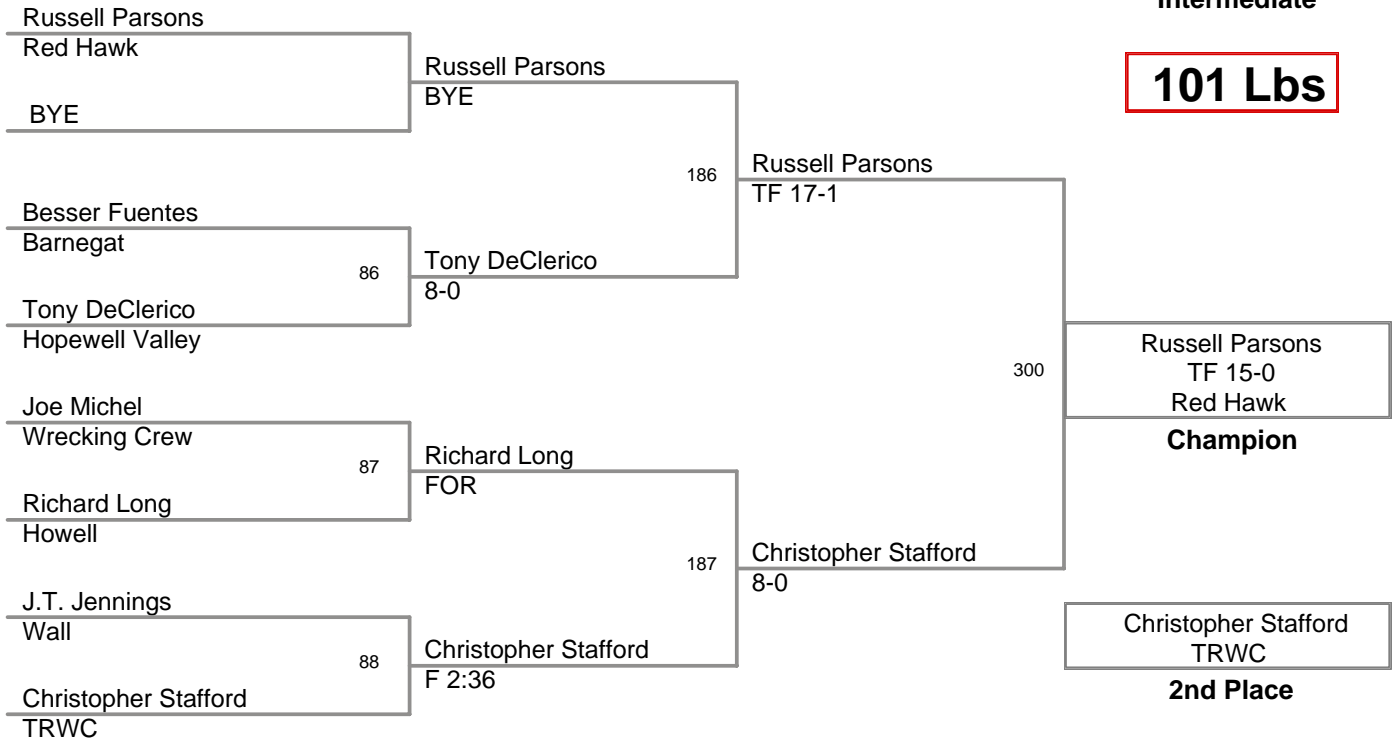 Intermediate
101 Lbs
Russell Parsons
Red Hawk
BYE
Besser Fuentes
Barnegat
86
Tony DeClerico
Hopewell Valley
Joe Michel
Wrecking Crew
87
Richard Long
Howell
J.T. Jennings
Wall
88
Christopher Stafford
TRWC
Russell Parsons
BYE
186
Tony DeClerico
8-0
Richard Long
FOR
187
Christopher Stafford
F 2:36
Russell Parsons
TF 17-1
300
Christopher Stafford
8-0
Russell Parsons
TF 15-0
Red Hawk
Champion
Christopher Stafford
TRWC
2nd Place